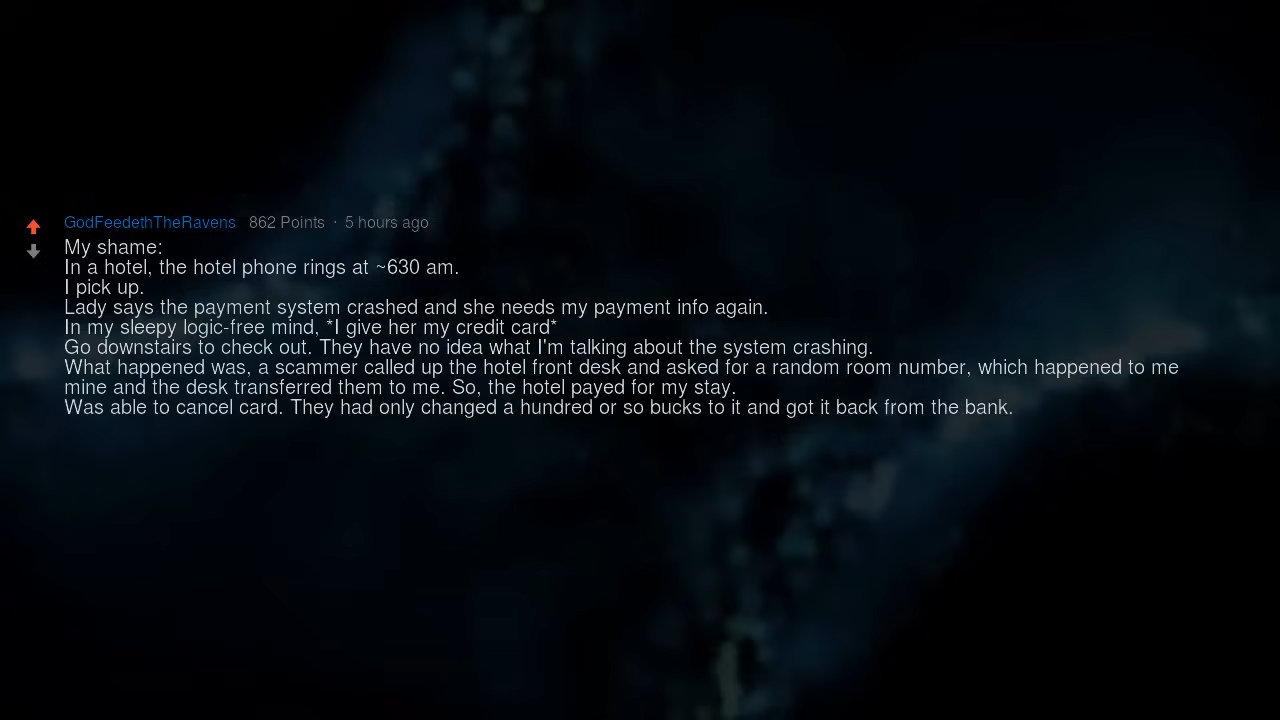 GodFeedethTheRavens 862 Points · 5 hours ago
My shame:
In a hotel, the hotel phone rings at ~630 am.
I pick up.
Lady says the payment system crashed and she needs my payment info again.
In my sleepy logic-free mind, *I give her my credit card*
Go downstairs to check out. They have no idea what I'm talking about the system crashing.
What happened was, a scammer called up the hotel front desk and asked for a random room number, which happened to me
mine and the desk transferred them to me. So, the hotel payed for my stay.
Was able to cancel card. They had only changed a hundred or so bucks to it and got it back from the bank.